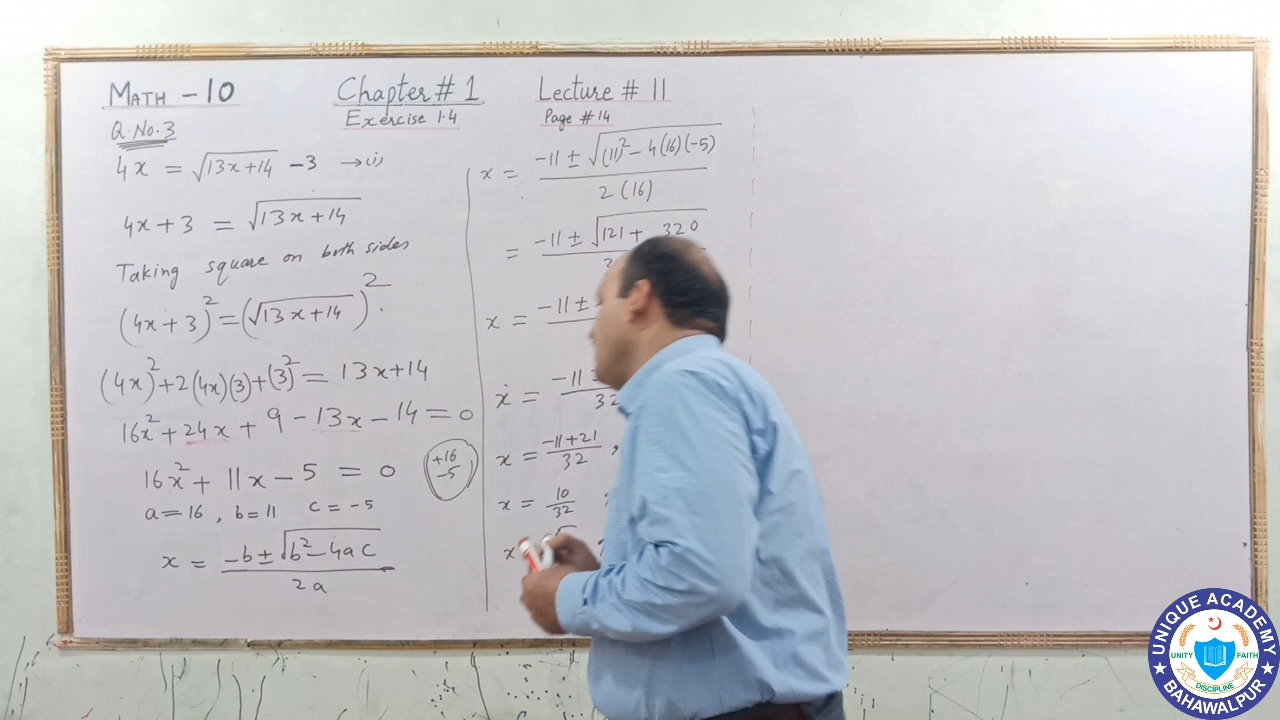 MATH - 10
Chapter # 1
Lecture # 11
Exercise 1.4
Page # 14
Q.No.3
4x = √(13x+14) - 3 → (i)
4x + 3 = √(13x + 14)
Taking square on both sides
(4x + 3)² = (√(13x + 14))²
(4x)² + 2(4x)(3) + (3)² = 13x + 14
16x² + 24x + 9 - 13x - 14 = 0
16x² + 11x - 5 = 0
+16
-5
a = 16, b = 11 c = -5
x = (-b ± √(b² - 4ac)) / 2a
x = (-11 ± √((11)² - 4(16)(-5))) / 2(16)
= -11 ± √(121 + 320
x = -11 ±
x = -11 ± / 32
x = (-11+21)/32 ,
x = 10/32
x
UNIQUE ACADEMY
UNITY FAITH
DISCIPLINE
BAHAWALPUR